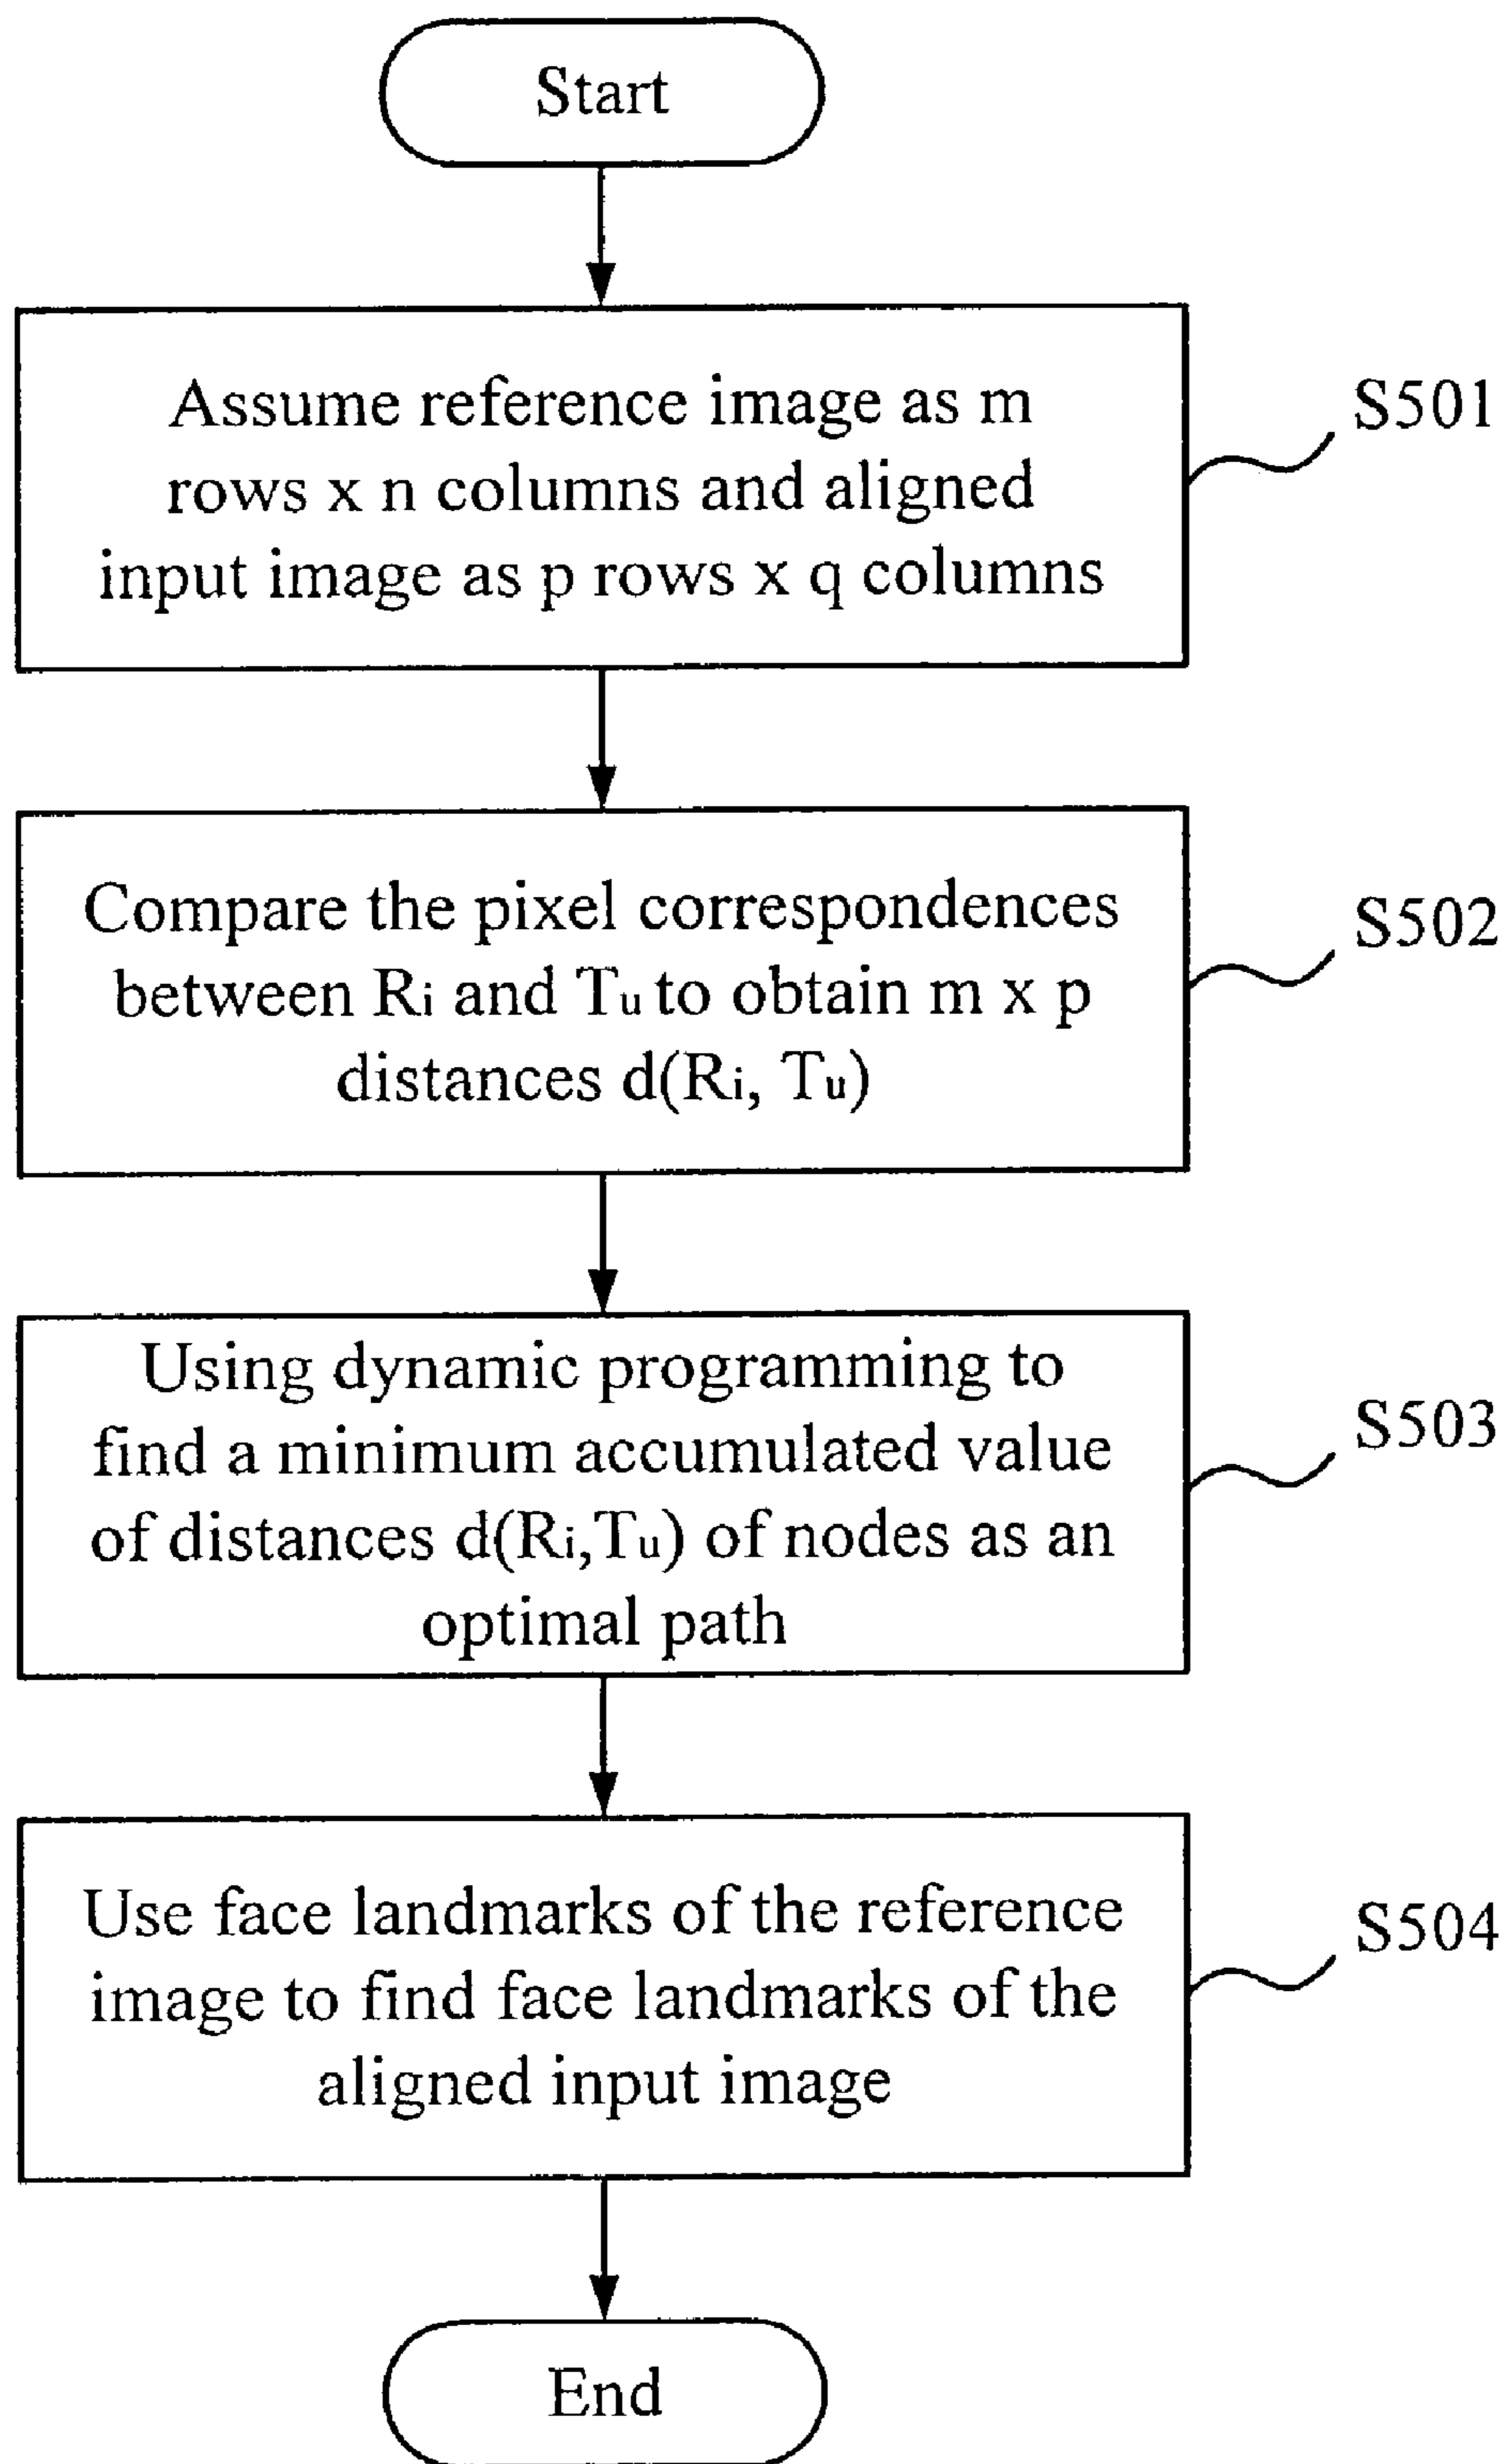 Start
Assume reference image as m
rows x n columns and aligned
input image as p rows x q columns
S501
Compare the pixel correspondences
between Ri and Tu to obtain m x p
distances d(Ri, Tu)
S502
Using dynamic programming to
find a minimum accumulated value
of distances d(Ri,Tu) of nodes as an
optimal path
S503
Use face landmarks of the reference
image to find face landmarks of the
aligned input image
S504
End